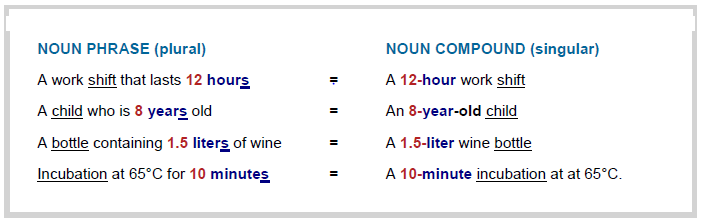 NOUN PHRASE (plural) NOUN COMPOUND (singular)
A work shift that lasts 12 hours = A 12-hour work shift
A child who is 8 years old = An 8-year-old child
A bottle containing 1.5 liters of wine = A 1.5-liter wine bottle
Incubation at 65°C for 10 minutes = A 10-minute incubation at at 65°C.